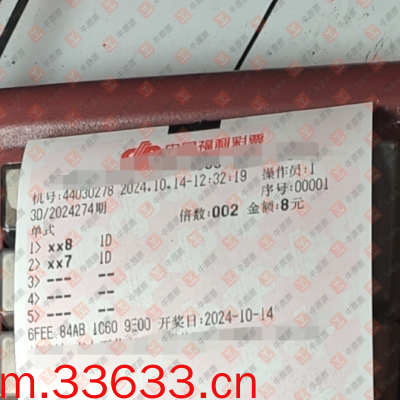 中国福利彩票
机号:44030278 2024.10.14-12:32:19 操作员:1
序号:00001
3D/2024274期
倍数:002 金额:8元
单式
1> xx8 1D
2> xx7 1D
3> --- --
4> --- --
5> --- --
6FEE 84AB 1C60 9E00 开奖日:2024-10-14
m.33633.cn